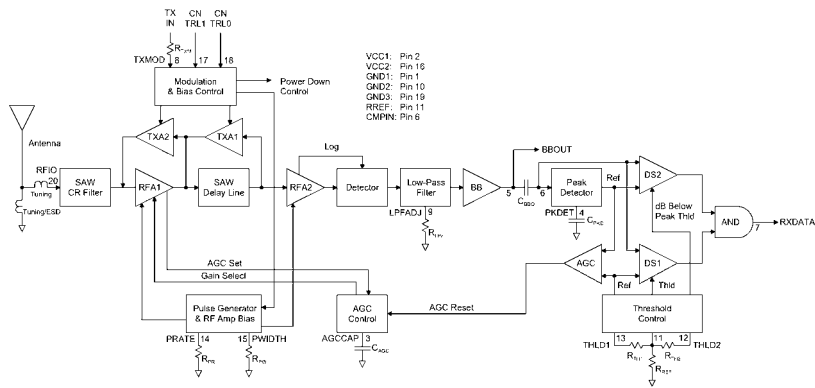 TX IN
CN TRL1
CN TRL0
TXMOD
8
17
18
Modulation & Bias Control
Power Down Control
VCC1: Pin 2
VCC2: Pin 16
GND1: Pin 1
GND2: Pin 10
GND3: Pin 19
RREF: Pin 11
CMPIN: Pin 6
Antenna
TXA2
TXA1
Log
BBOUT
RFIO
20
Tuning
Tuning/ESD
SAW CR Filter
RFA1
SAW Delay Line
RFA2
Detector
Low-Pass Filter
BB
5
6
Peak Detector
Ref
DS2
LPFADJ
9
PKDET
4
dB Below Peak Thld
AND
7
RXDATA
AGC Set
Gain Select
AGC
DS1
Ref
Thld
AGC Reset
Pulse Generator & RF Amp Bias
AGC Control
Threshold Control
PRATE
14
15
PWIDTH
AGCCAP
3
CAGC
THLD1
13
11
12
THLD2
RPR
RREF